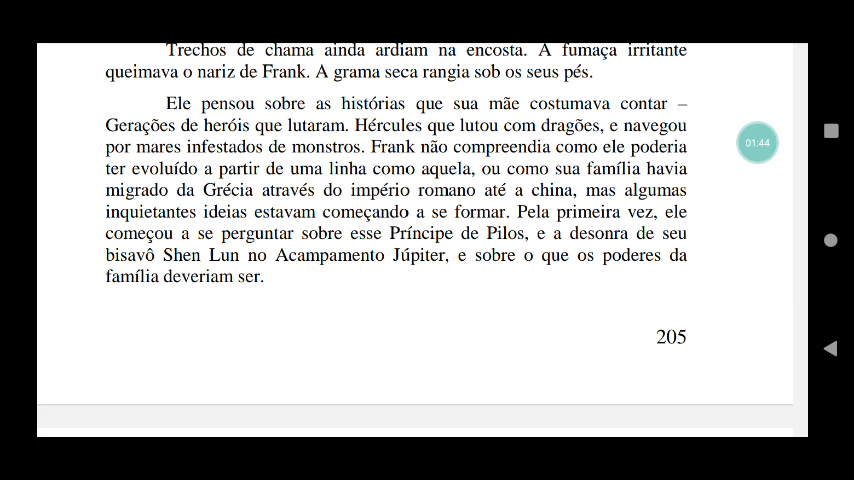 Trechos de chama ainda ardiam na encosta. A fumaça irritante
queimava o nariz de Frank. A grama seca rangia sob os seus pés.
Ele pensou sobre as histórias que sua mãe costumava contar –
Gerações de heróis que lutaram. Hércules que lutou com dragões, e navegou
por mares infestados de monstros. Frank não compreendia como ele poderia
ter evoluído a partir de uma linha como aquela, ou como sua família havia
migrado da Grécia através do império romano até a china, mas algumas
inquietantes ideias estavam começando a se formar. Pela primeira vez, ele
começou a se perguntar sobre esse Príncipe de Pilos, e a desonra de seu
bisavô Shen Lun no Acampamento Júpiter, e sobre o que os poderes da
família deveriam ser.
205
01:44